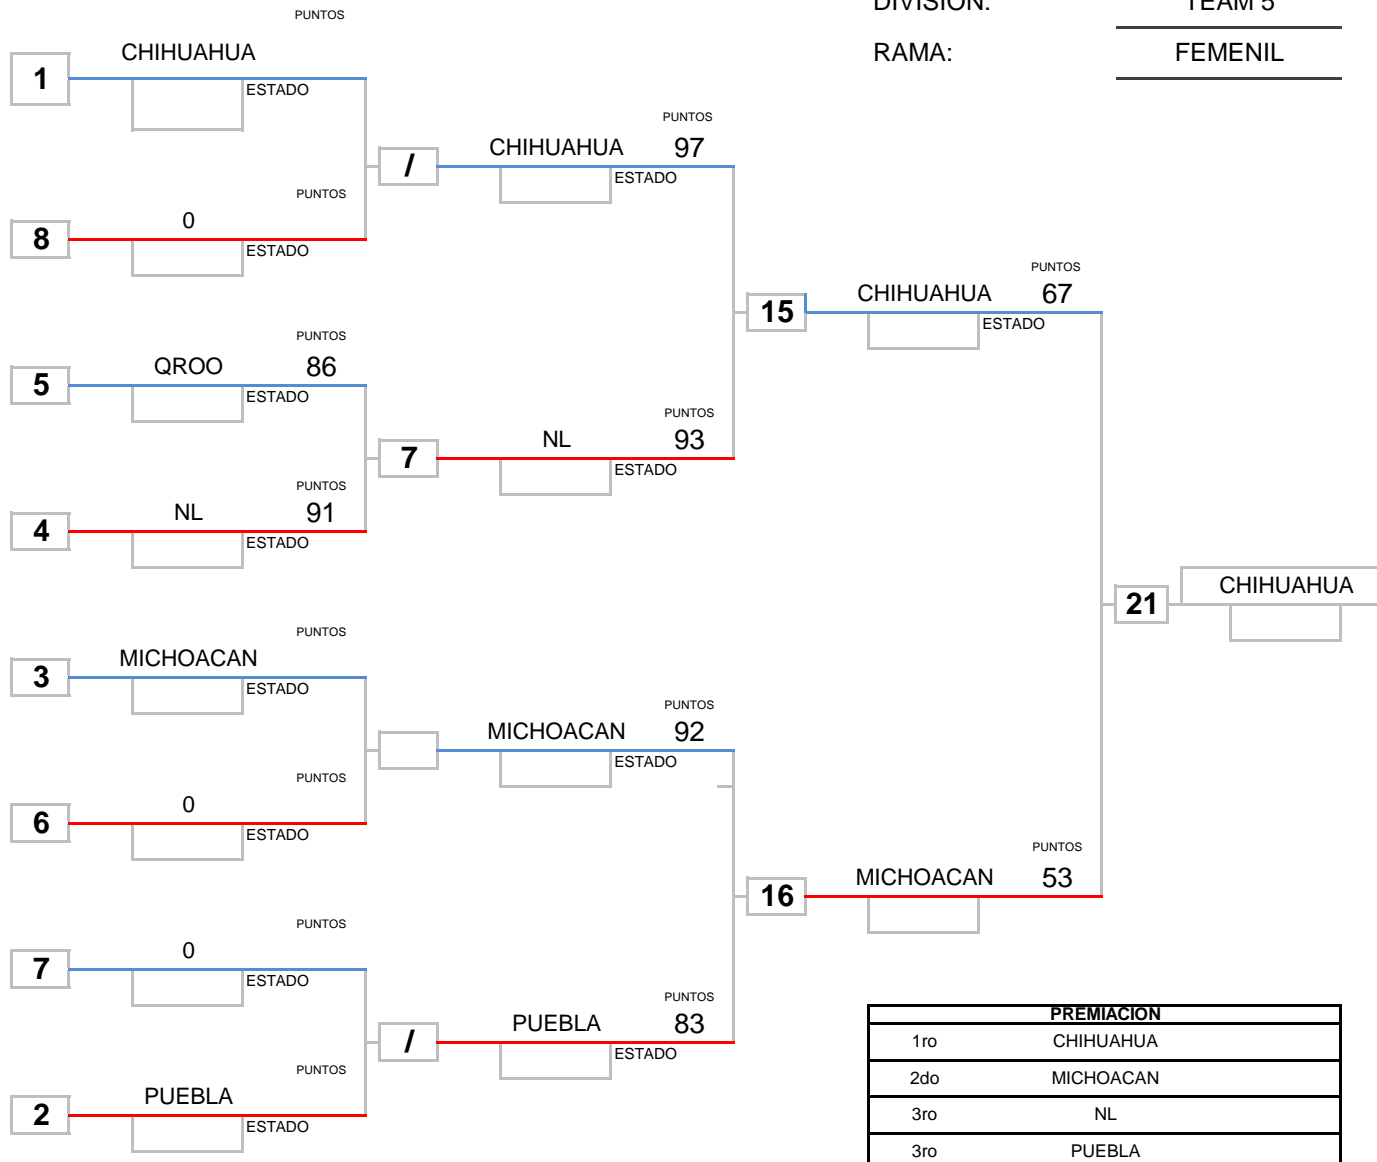 DIVISION: TEAM 5
PUNTOS
RAMA: FEMENIL
CHIHUAHUA
1
ESTADO
PUNTOS
CHIHUAHUA 97
/
ESTADO
PUNTOS
0
8
ESTADO
PUNTOS
CHIHUAHUA 67
15
ESTADO
PUNTOS
QROO 86
5
ESTADO
PUNTOS
NL 93
7
ESTADO
PUNTOS
NL 91
4
ESTADO
CHIHUAHUA
21
PUNTOS
MICHOACAN
3
ESTADO
PUNTOS
MICHOACAN 92
ESTADO
PUNTOS
0
6
ESTADO
PUNTOS
MICHOACAN 53
16
PUNTOS
0
7
ESTADO
PUNTOS
PUEBLA 83
/
ESTADO
PUNTOS
PUEBLA
2
ESTADO
PREMIACION
1ro CHIHUAHUA
2do MICHOACAN
3ro NL
3ro PUEBLA